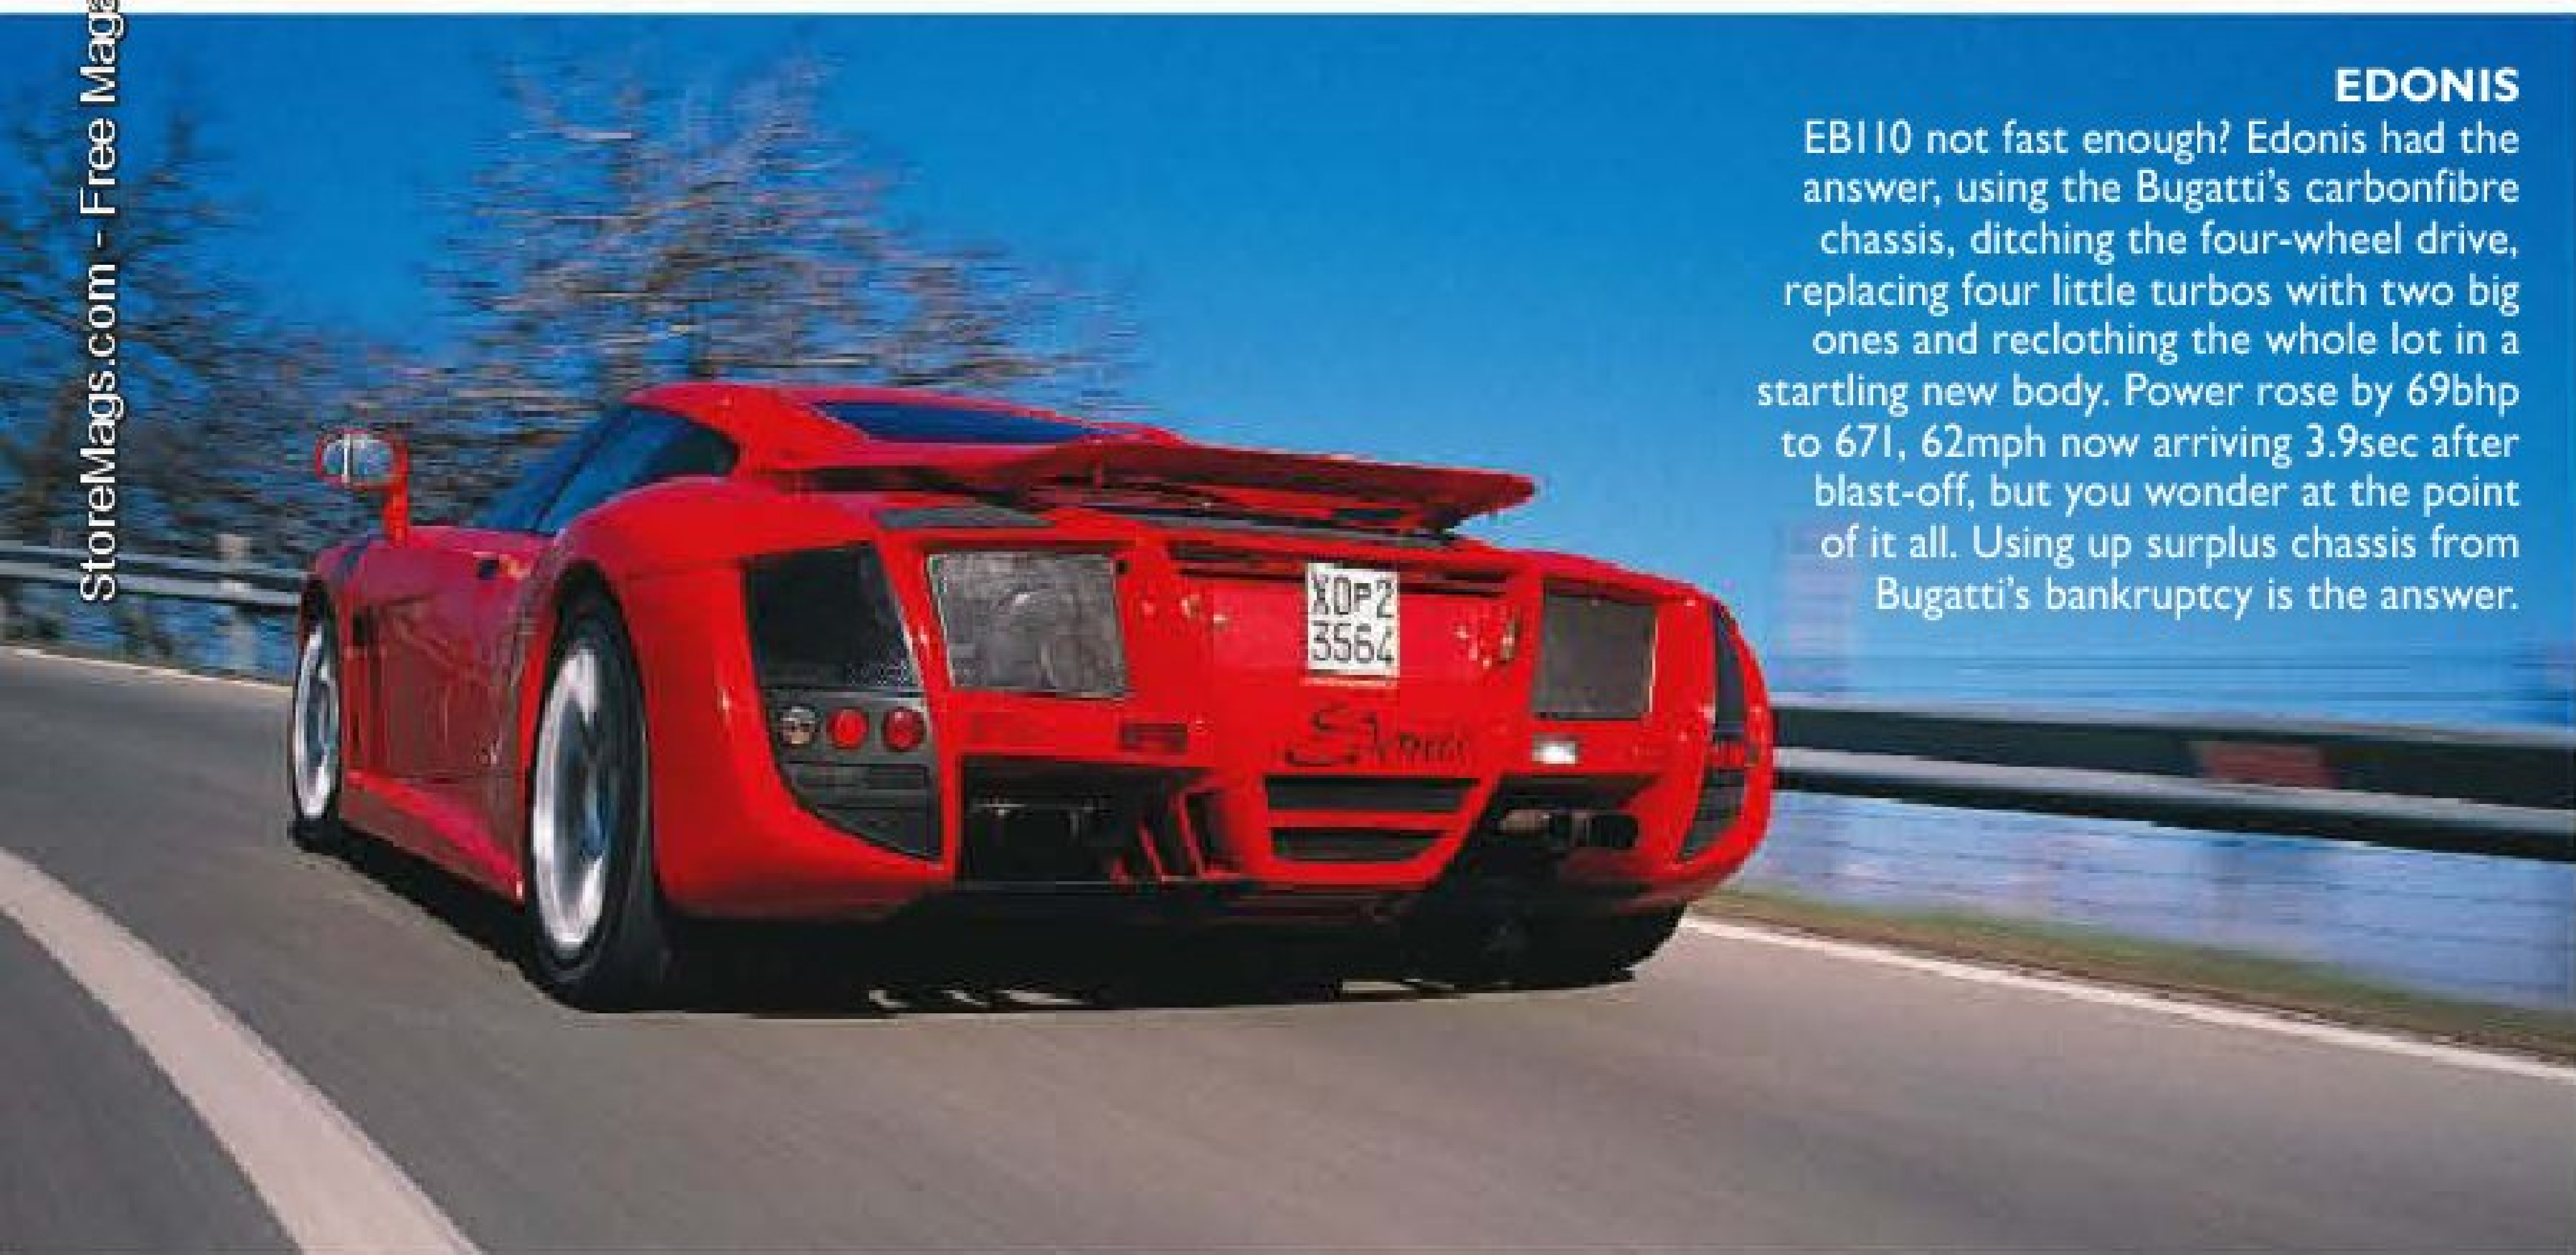 StoreMags.com - Free Maga
EDONIS
EB110 not fast enough? Edonis had the
answer, using the Bugatti's carbonfibre
chassis, ditching the four-wheel drive,
replacing four little turbos with two big
ones and reclothing the whole lot in a
startling new body. Power rose by 69bhp
to 671, 62mph now arriving 3.9sec after
blast-off, but you wonder at the point
of it all. Using up surplus chassis from
Bugatti's bankruptcy is the answer.
X0P2
3564